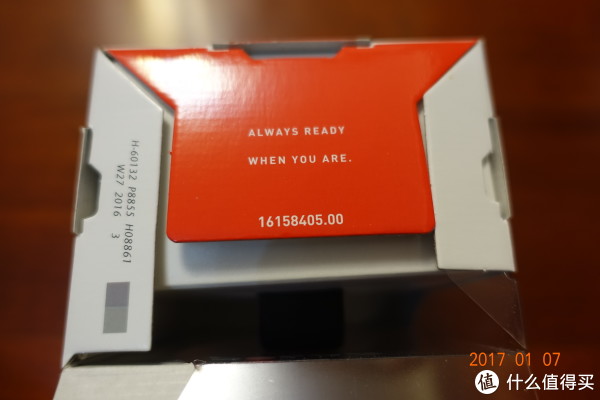 ALWAYS READY
WHEN YOU ARE.
16158405.00
H-60132 P8855 H08861
W27 2016 3
2017 01 07
值 什么值得买